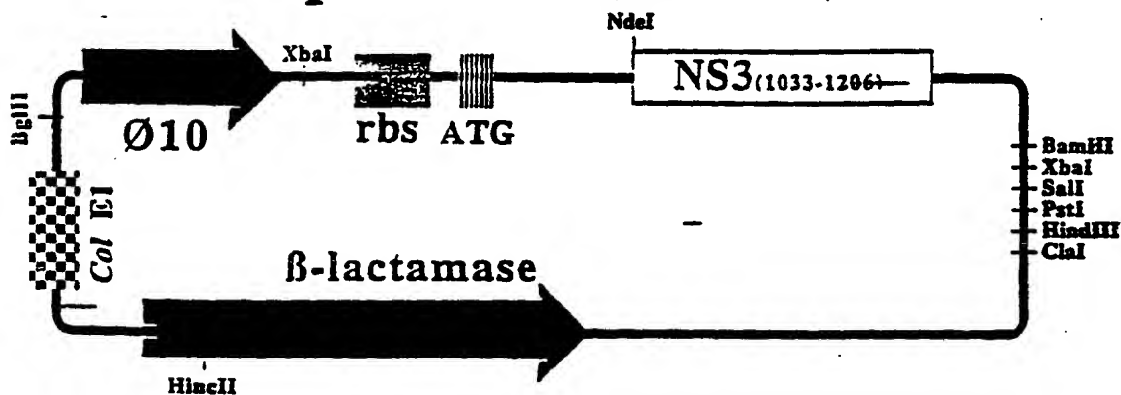 NdeI
XbaI
NS3(1033-1206)
BglII
Ø10
rbs
ATG
BamHI
XbaI
SalI
PstI
HindIII
ClaI
Col E1
ß-lactamase
HincII